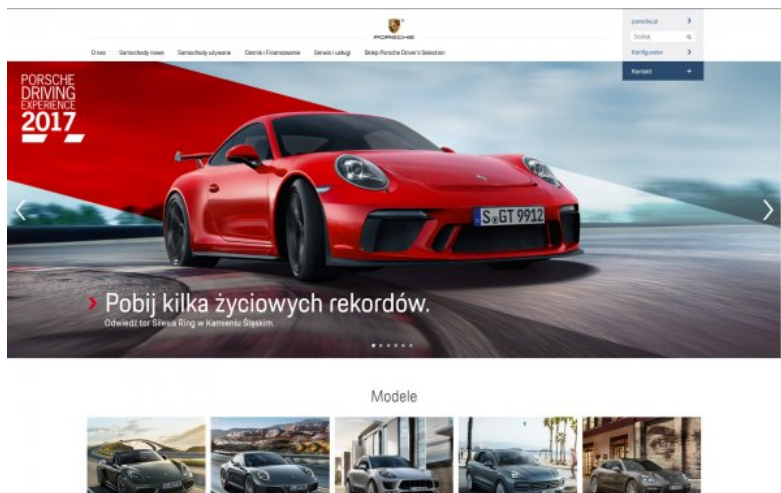 PORSCHE
porsche.pl
Szukaj
Konfigurator
Kontakt
O nas Samochody nowe Samochody używane Cennik i Finansowanie Serwis i usługi Sklep Porsche Driver's Selection
PORSCHE
DRIVING
EXPERIENCE
2017
S GT 9912
Pobij kilka życiowych rekordów.
Odwiedź tor Silesia Ring w Kamieniu Śląskim.
Modele